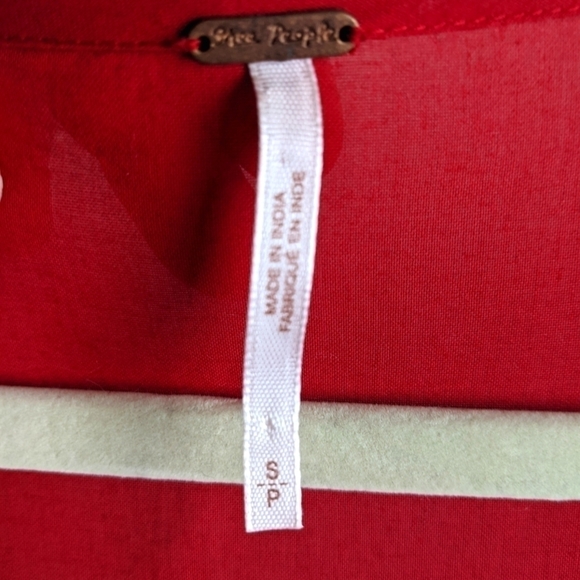 Free People
MADE IN INDIA
FABRIQUÉ EN INDE
S
P